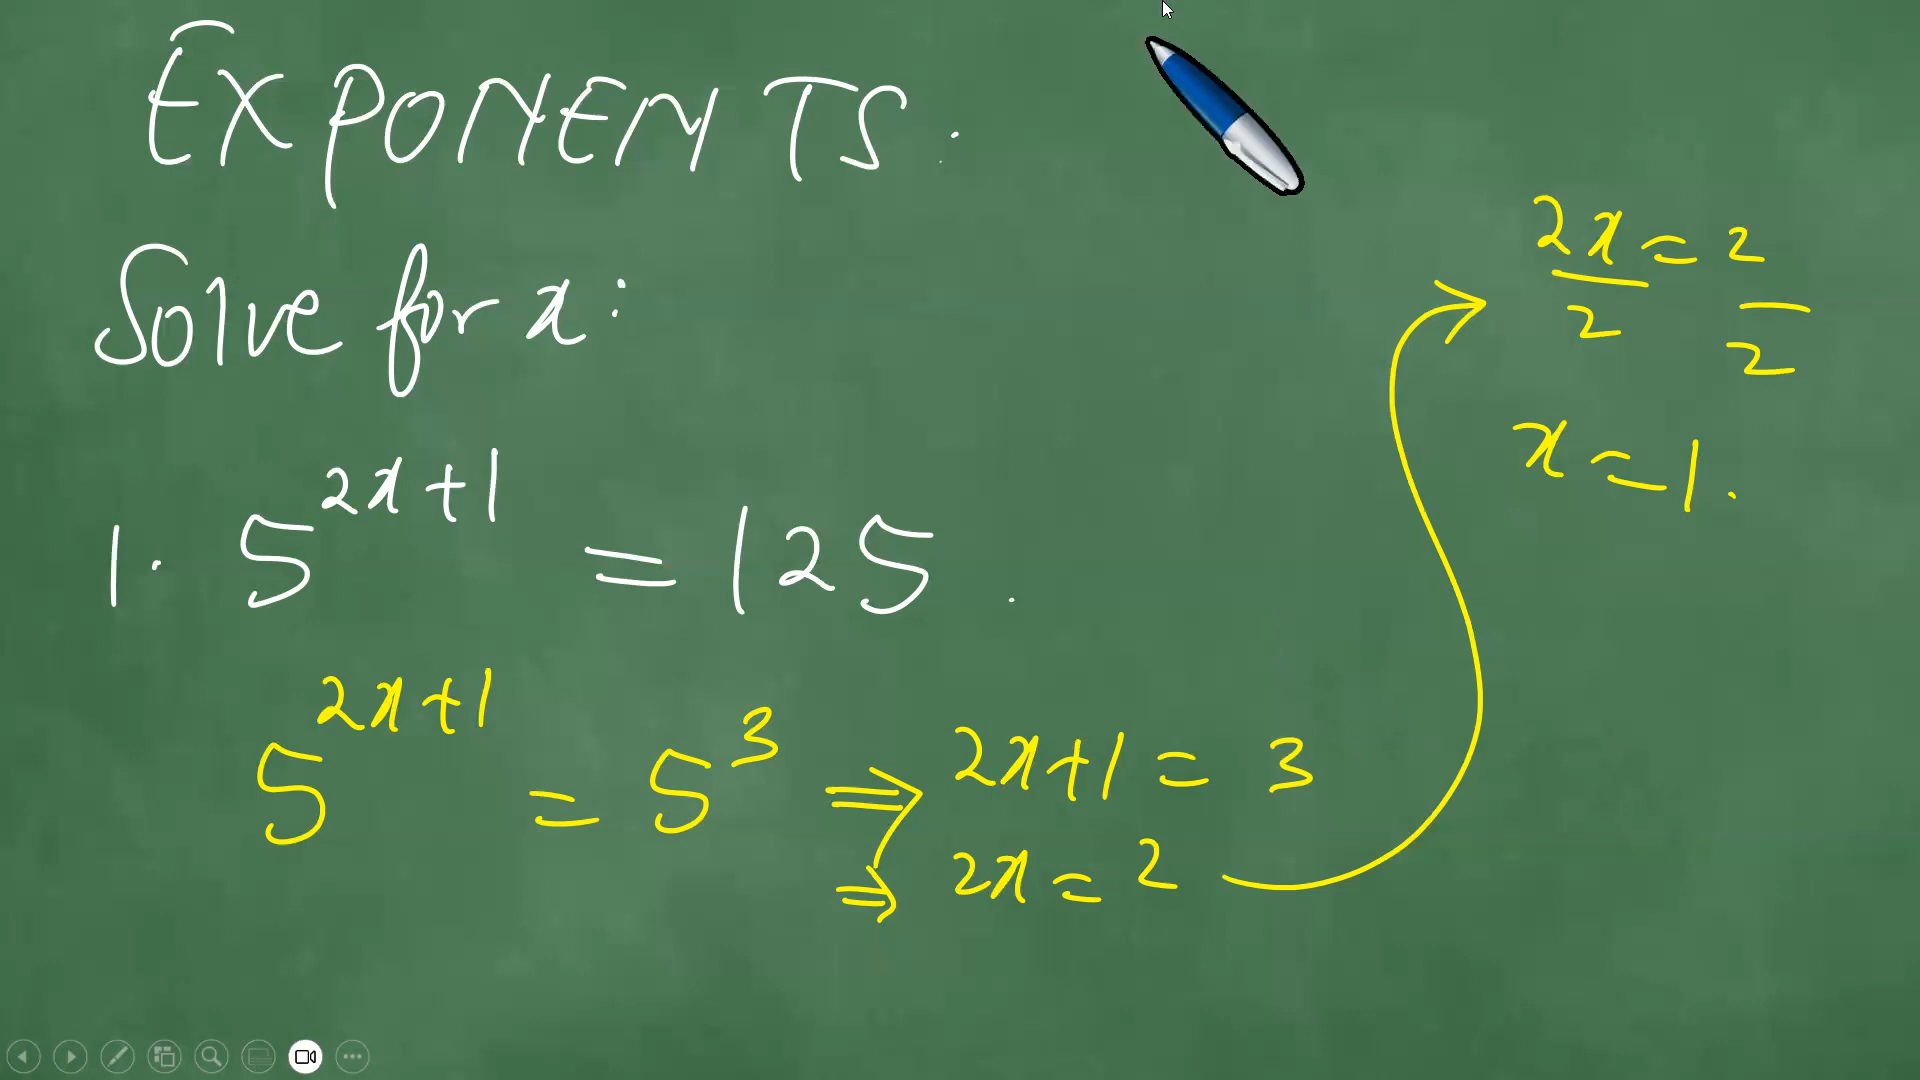 EXPONENTS.
Solve for x:
1. 5^{2x+1} = 125.
5^{2x+1} = 5^3 ⇒ 2x+1 = 3
⇒ 2x = 2
2x = 2
2 2
x = 1.